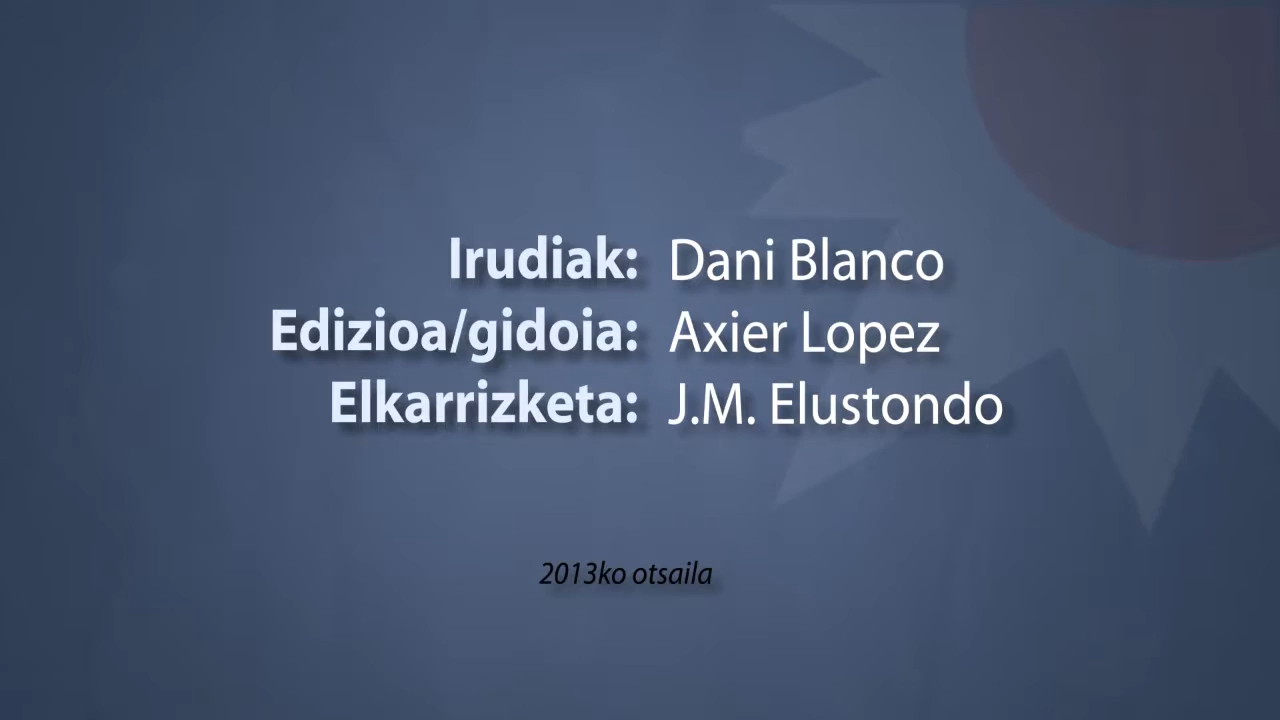 Irudiak: Dani Blanco
Edizioa/gidoia: Axier Lopez
Elkarrizketa: J.M. Elustondo
2013ko otsaila